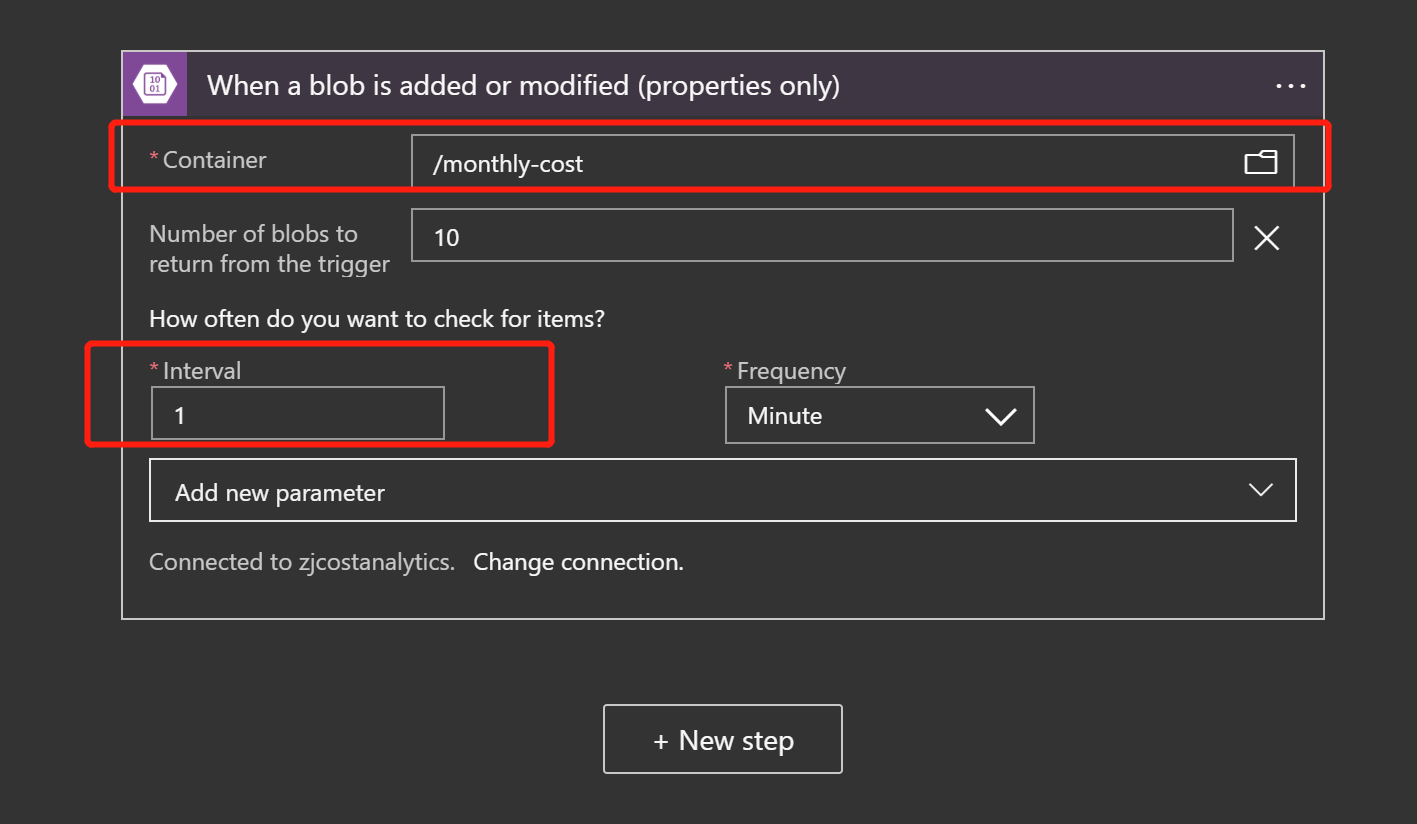 10
01
When a blob is added or modified (properties only)
* Container
/monthly-cost
Number of blobs to
return from the trigger
10
How often do you want to check for items?
* Interval
* Frequency
1
Minute
Add new parameter
Connected to zjcostanalytics. Change connection.
+ New step